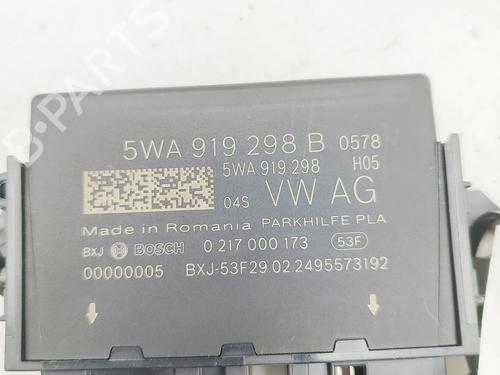 5WA 919 298 B 0578
5WA 919 298 H05
04S VW AG
Made in Romania PARKHILFE PLA
BXJ BOSCH 0 217 000 173 53F
00000005 BXJ-53F29.02.2495573192
B-PARTS